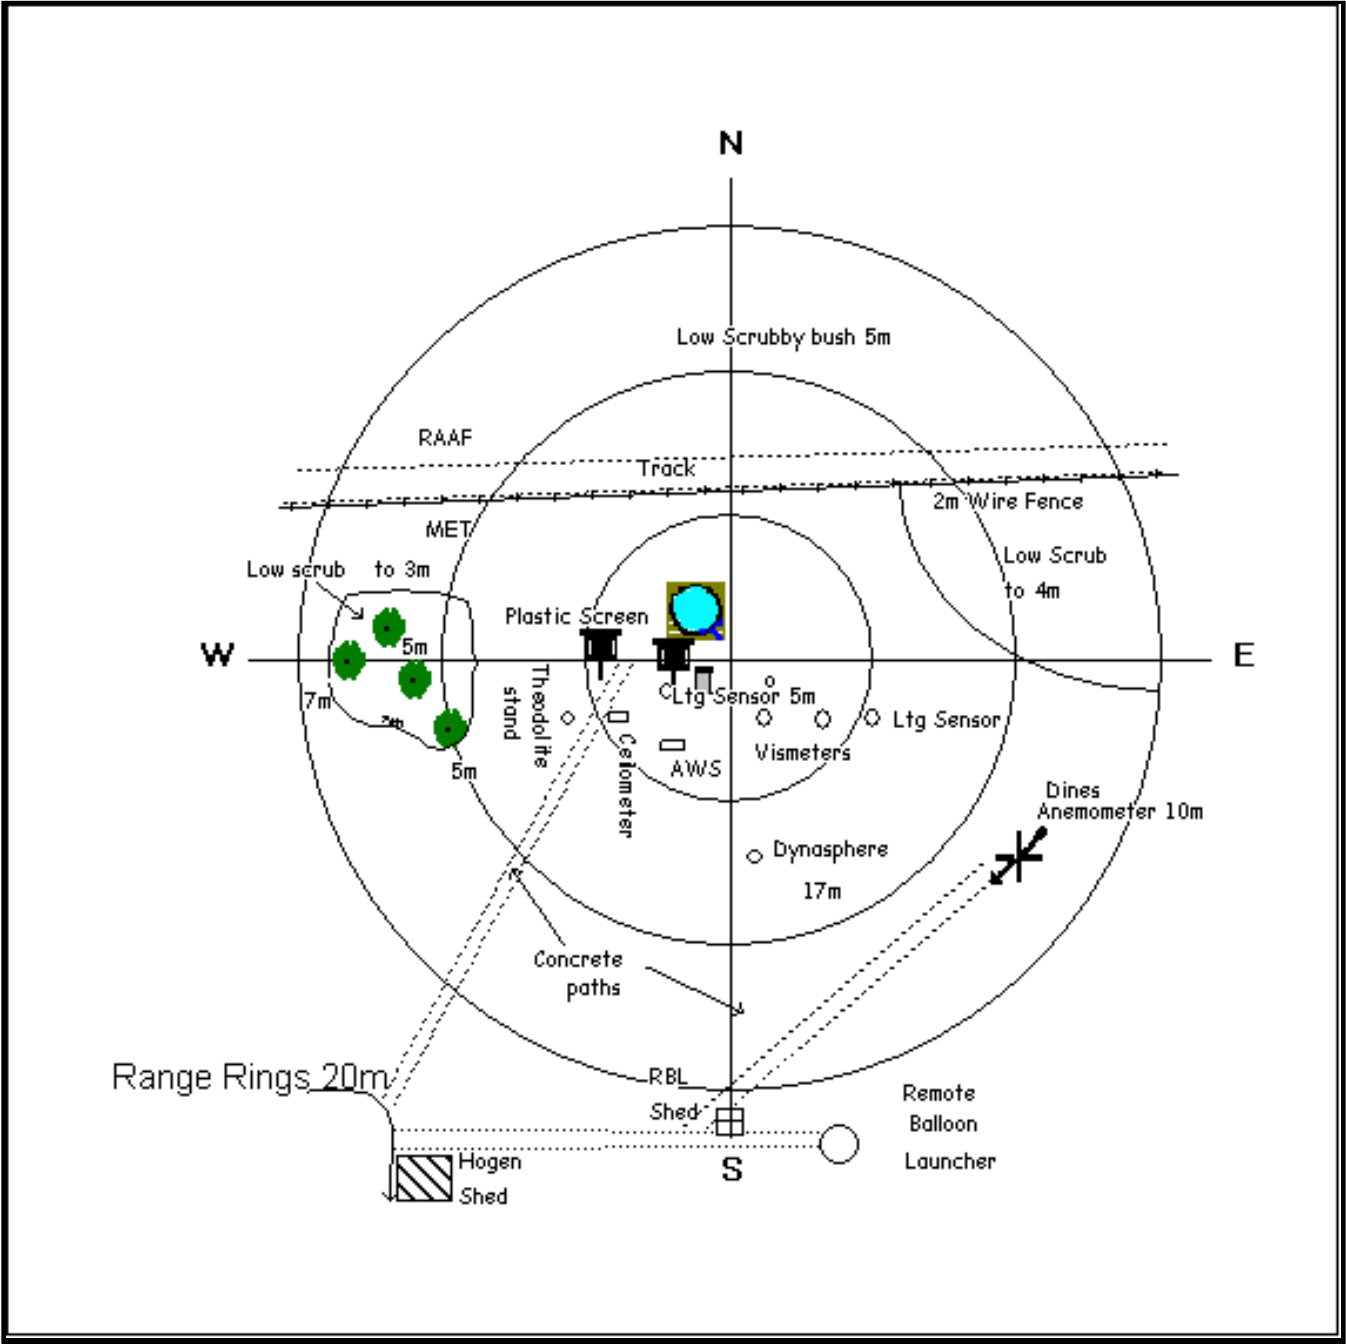 N
Low Scrubby bush 5m
RAAF
Track
2m Wire Fence
MET
Low scrub to 3m
Low Scrub
to 4m
Plastic Screen
W
E
5m
7m
5m
Theodolite
stand
Ltg Sensor 5m
Ltg Sensor
Vismeters
Ceiometer
AWS
Dines
Anemometer 10m
Dynasphere
17m
Concrete
paths
Range Rings 20m
RBL
Shed
Remote
Balloon
Launcher
S
Hogen
Shed